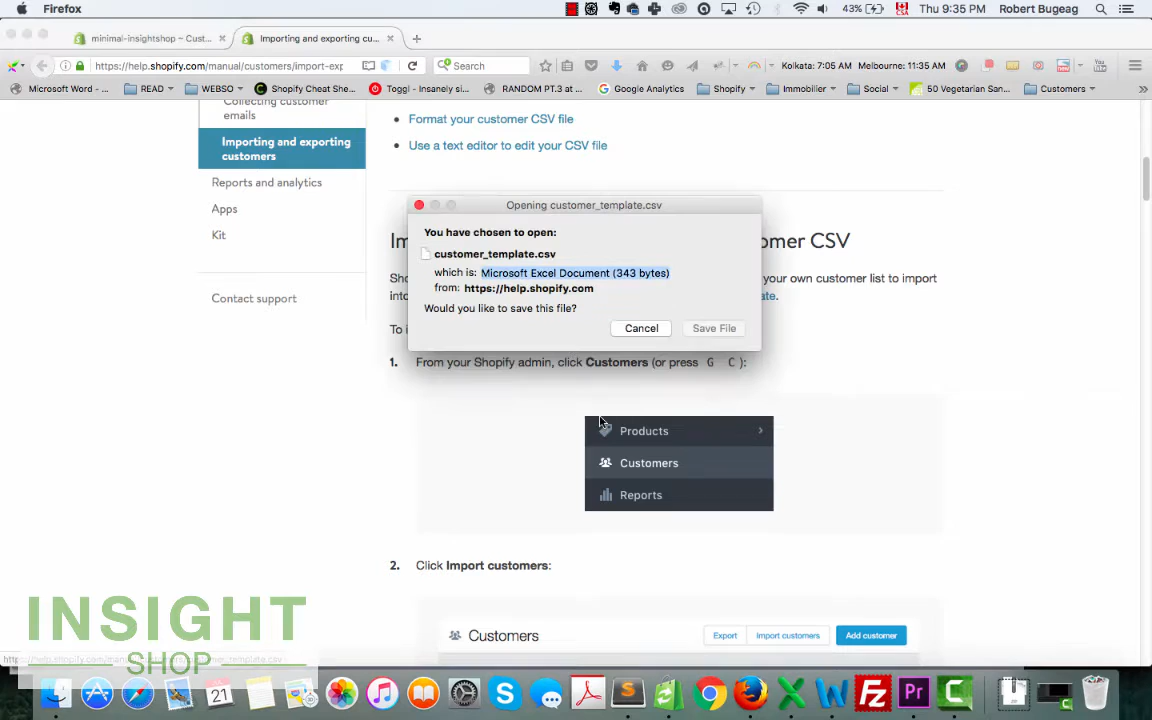 Firefox
43%
Thu 9:35 PM
Robert Bugeag
minimal-insightshop ~ Cust...
Importing and exporting cu...
https://help.shopify.com/manual/customers/import-exp
Search
Kolkata: 7:05 AM
Melbourne: 11:35 AM
Microsoft Word - ...
READ
WEBSO
Shopify Cheat She...
Toggl - Insanely si...
RANDOM PT.3 at ...
Google Analytics
Shopify
Immobilier
Social
50 Vegetarian San...
Customers
Collecting customer
emails
Importing and exporting
customers
Reports and analytics
Apps
Kit
Contact support
Format your customer CSV file
Use a text editor to edit your CSV file
Opening customer_template.csv
You have chosen to open:
customer_template.csv
which is: Microsoft Excel Document (343 bytes)
from: https://help.shopify.com
Would you like to save this file?
Cancel
Save File
omer CSV
your own customer list to import
1. From your Shopify admin, click Customers (or press G C ):
Products
Customers
Reports
2. Click Import customers:
Customers
Export
Import customers
Add customer
INSIGHT
SHOP
21